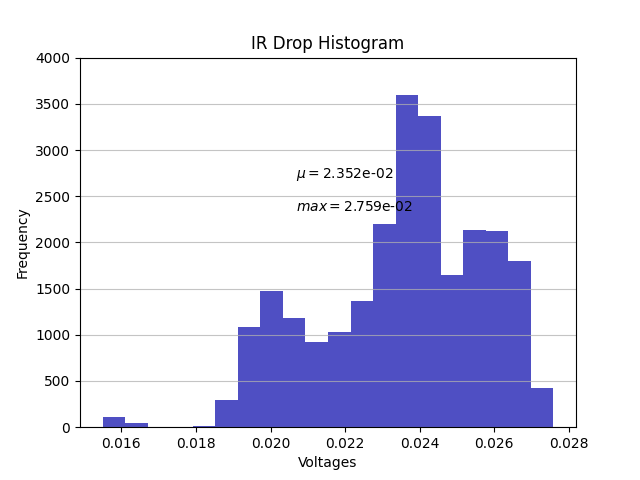 IR Drop Histogram
4000
3500
3000
2500
2000
1500
1000
500
0
Frequency
μ = 2.352e-02
max = 2.759e-02
0.016 0.018 0.020 0.022 0.024 0.026 0.028
Voltages